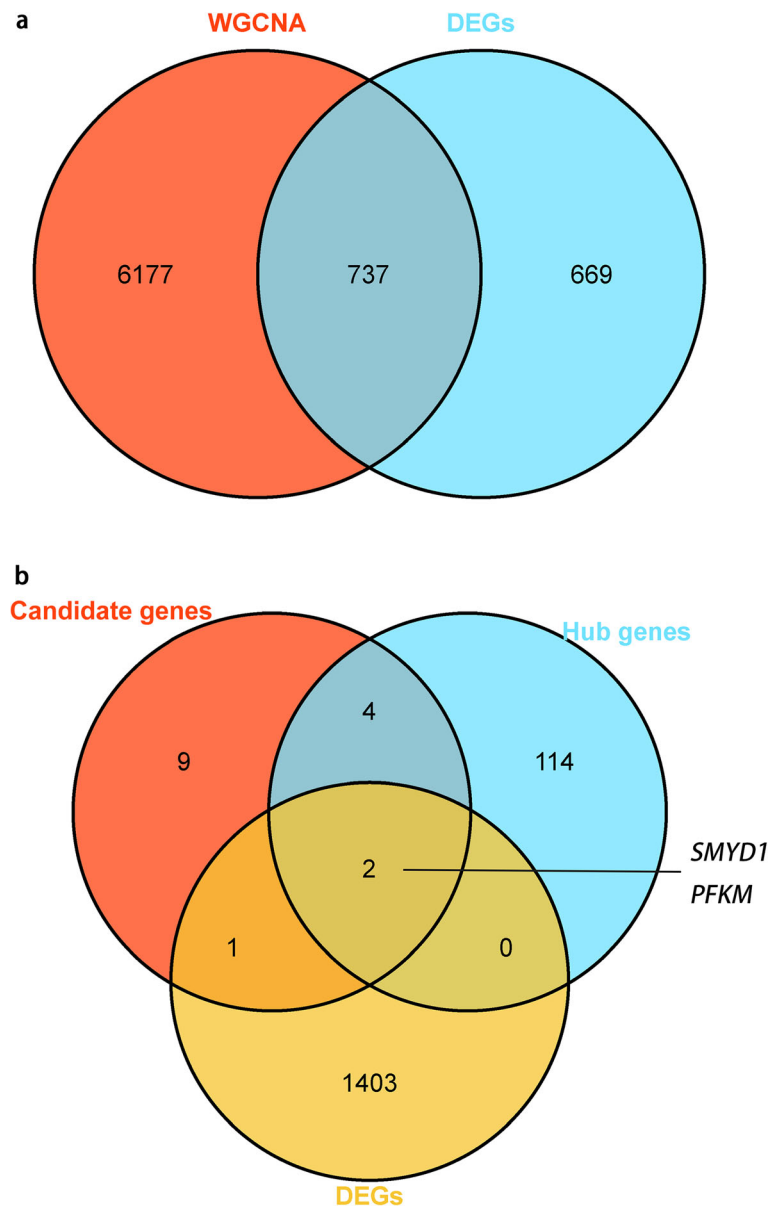 a
WGCNA
DEGs
6177
737
669
b
Candidate genes
Hub genes
4
9
114
2
SMYD1
PFKM
1
0
1403
DEGs